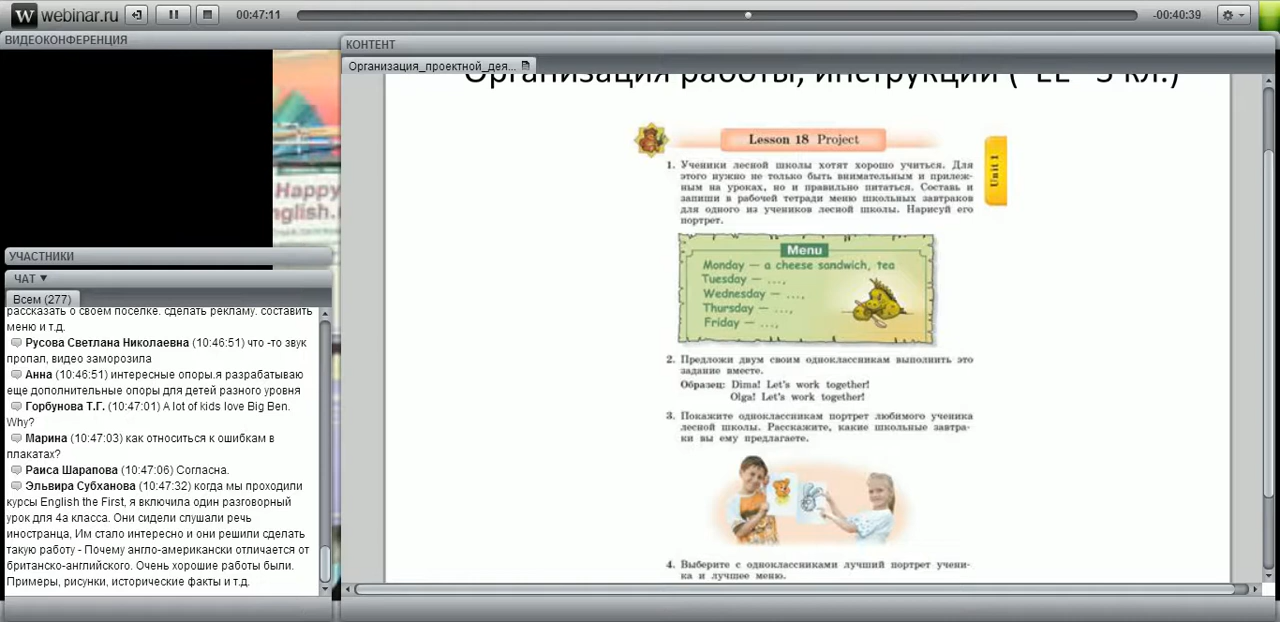 webinar.ru
00:47:11
-00:40:39
ВИДЕОКОНФЕРЕНЦИЯ
Happy
nglish.r
УЧАСТНИКИ
ЧАТ ▼
Всем (277)
рассказать о своем поселке. сделать рекламу. составить
меню и т.д.
Русова Светлана Николаевна (10:46:51) что -то звук
пропал, видео заморозила
Анна (10:46:51) интересные опоры.я разрабатываю
еще дополнительные опоры для детей разного уровня
Горбунова Т.Г. (10:47:01) A lot of kids love Big Ben.
Why?
Марина (10:47:03) как относиться к ошибкам в
плакатах?
Раиса Шарапова (10:47:06) Согласна.
Эльвира Субханова (10:47:32) когда мы проходили
курсы English the First, я включила один разговорный
урок для 4а класса. Они сидели слушали речь
иностранца, Им стало интересно и они решили сделать
такую работу - Почему англо-американски отличается от
британско-английского. Очень хорошие работы были.
Примеры, рисунки, исторические факты и т.д.
КОНТЕНТ
Организация_проектной_дея...
Организация работы, инструкции (
кл.)
Lesson 18 Project
Unit 1
1. Ученики лесной школы хотят хорошо учиться. Для
этого нужно не только быть внимательным и прилеж-
ным на уроках, но и правильно питаться. Составь и
запиши в рабочей тетради меню школьных завтраков
для одного из учеников лесной школы. Нарисуй его
портрет.
Menu
Monday — a cheese sandwich, tea
Tuesday — ...,
Wednesday — ...,
Thursday — ...,
Friday — ...,
2. Предложи двум своим одноклассникам выполнить это
задание вместе.
Образец: Dima! Let's work together!
Olga! Let's work together!
3. Покажите одноклассникам портрет любимого ученика
лесной школы. Расскажите, какие школьные завтра-
ки вы ему предлагаете.
4. Выберите с одноклассниками лучший портрет учени-
ка и лучшее меню.